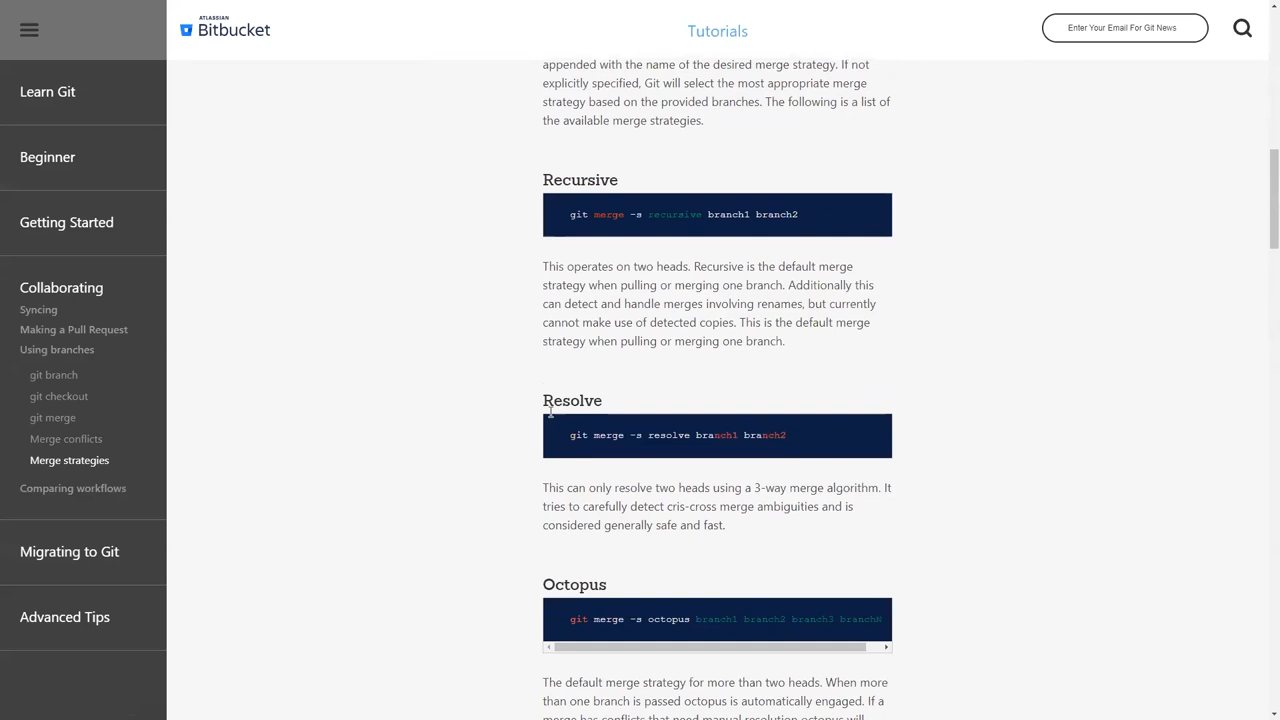 ATLASSIAN
Bitbucket
Tutorials
Enter Your Email For Git News
Learn Git
Beginner
Getting Started
Collaborating
Syncing
Making a Pull Request
Using branches
git branch
git checkout
git merge
Merge conflicts
Merge strategies
Comparing workflows
Migrating to Git
Advanced Tips
appended with the name of the desired merge strategy. If not
explicitly specified, Git will select the most appropriate merge
strategy based on the provided branches. The following is a list of
the available merge strategies.
Recursive
git merge -s recursive branch1 branch2
This operates on two heads. Recursive is the default merge
strategy when pulling or merging one branch. Additionally this
can detect and handle merges involving renames, but currently
cannot make use of detected copies. This is the default merge
strategy when pulling or merging one branch.
Resolve
git merge -s resolve branch1 branch2
This can only resolve two heads using a 3-way merge algorithm. It
tries to carefully detect cris-cross merge ambiguities and is
considered generally safe and fast.
Octopus
git merge -s octopus branch1 branch2 branch3 branchN
The default merge strategy for more than two heads. When more
than one branch is passed octopus is automatically engaged. If a
merge has conflicts that need manual resolution octopus will